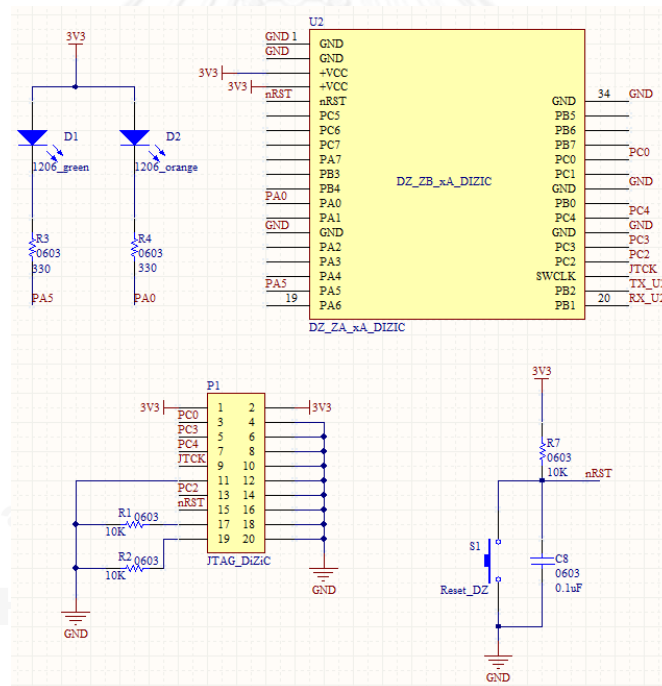 3V3
D1
1206_green
D2
1206_orange
R3
0603
330
R4
0603
330
PA5
PA0
U2
GND 1 GND
GND GND
3V3 +VCC
3V3 +VCC
nRST nRST
PC5
PC6
PC7
PA7
PB3
PB4
PA0 PA0
PA1
GND GND
PA2
PA3
PA4
PA5 PA5
19 PA6
DZ_ZB_xA_DIZIC
GND 34 GND
PB5
PB6
PB7
PC0 PC0
PC1
GND GND
PB0
PC4 PC4
GND GND
PC3 PC3
PC2 PC2
SWCLK JTCK
PB2 TX_U
PB1 20 RX_U2
DZ_ZA_xA_DIZIC
P1
3V3 1 2 3V3
PC0 3 4
PC3 5 6
PC4 7 8
JTCK 9 10
11 12
PC2 13 14
nRST 15 16
R1 0603 17 18
10K
R2 0603 19 20
10K
JTAG_DiZiC
GND
GND
3V3
R7
0603
10K
nRST
S1
Reset_DZ
C8
0603
0.1uF
GND